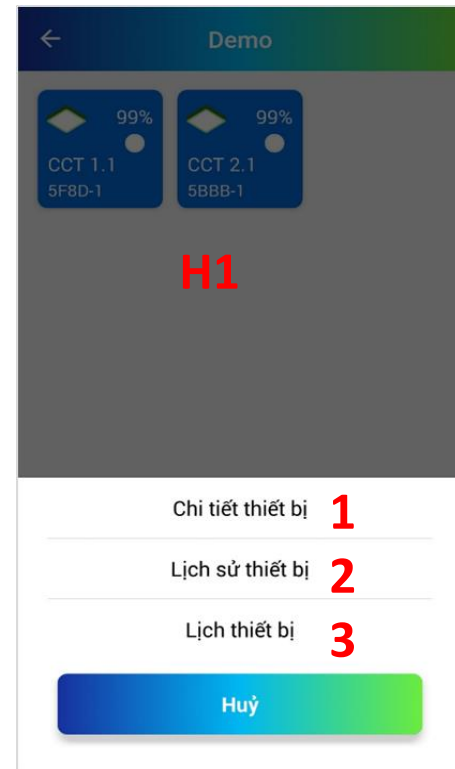 Demo
99%
CCT 1.1
5F8D-1
99%
CCT 2.1
5BBB-1
H1
Chi tiết thiết bị 1
Lịch sử thiết bị 2
Lịch thiết bị 3
Huỷ